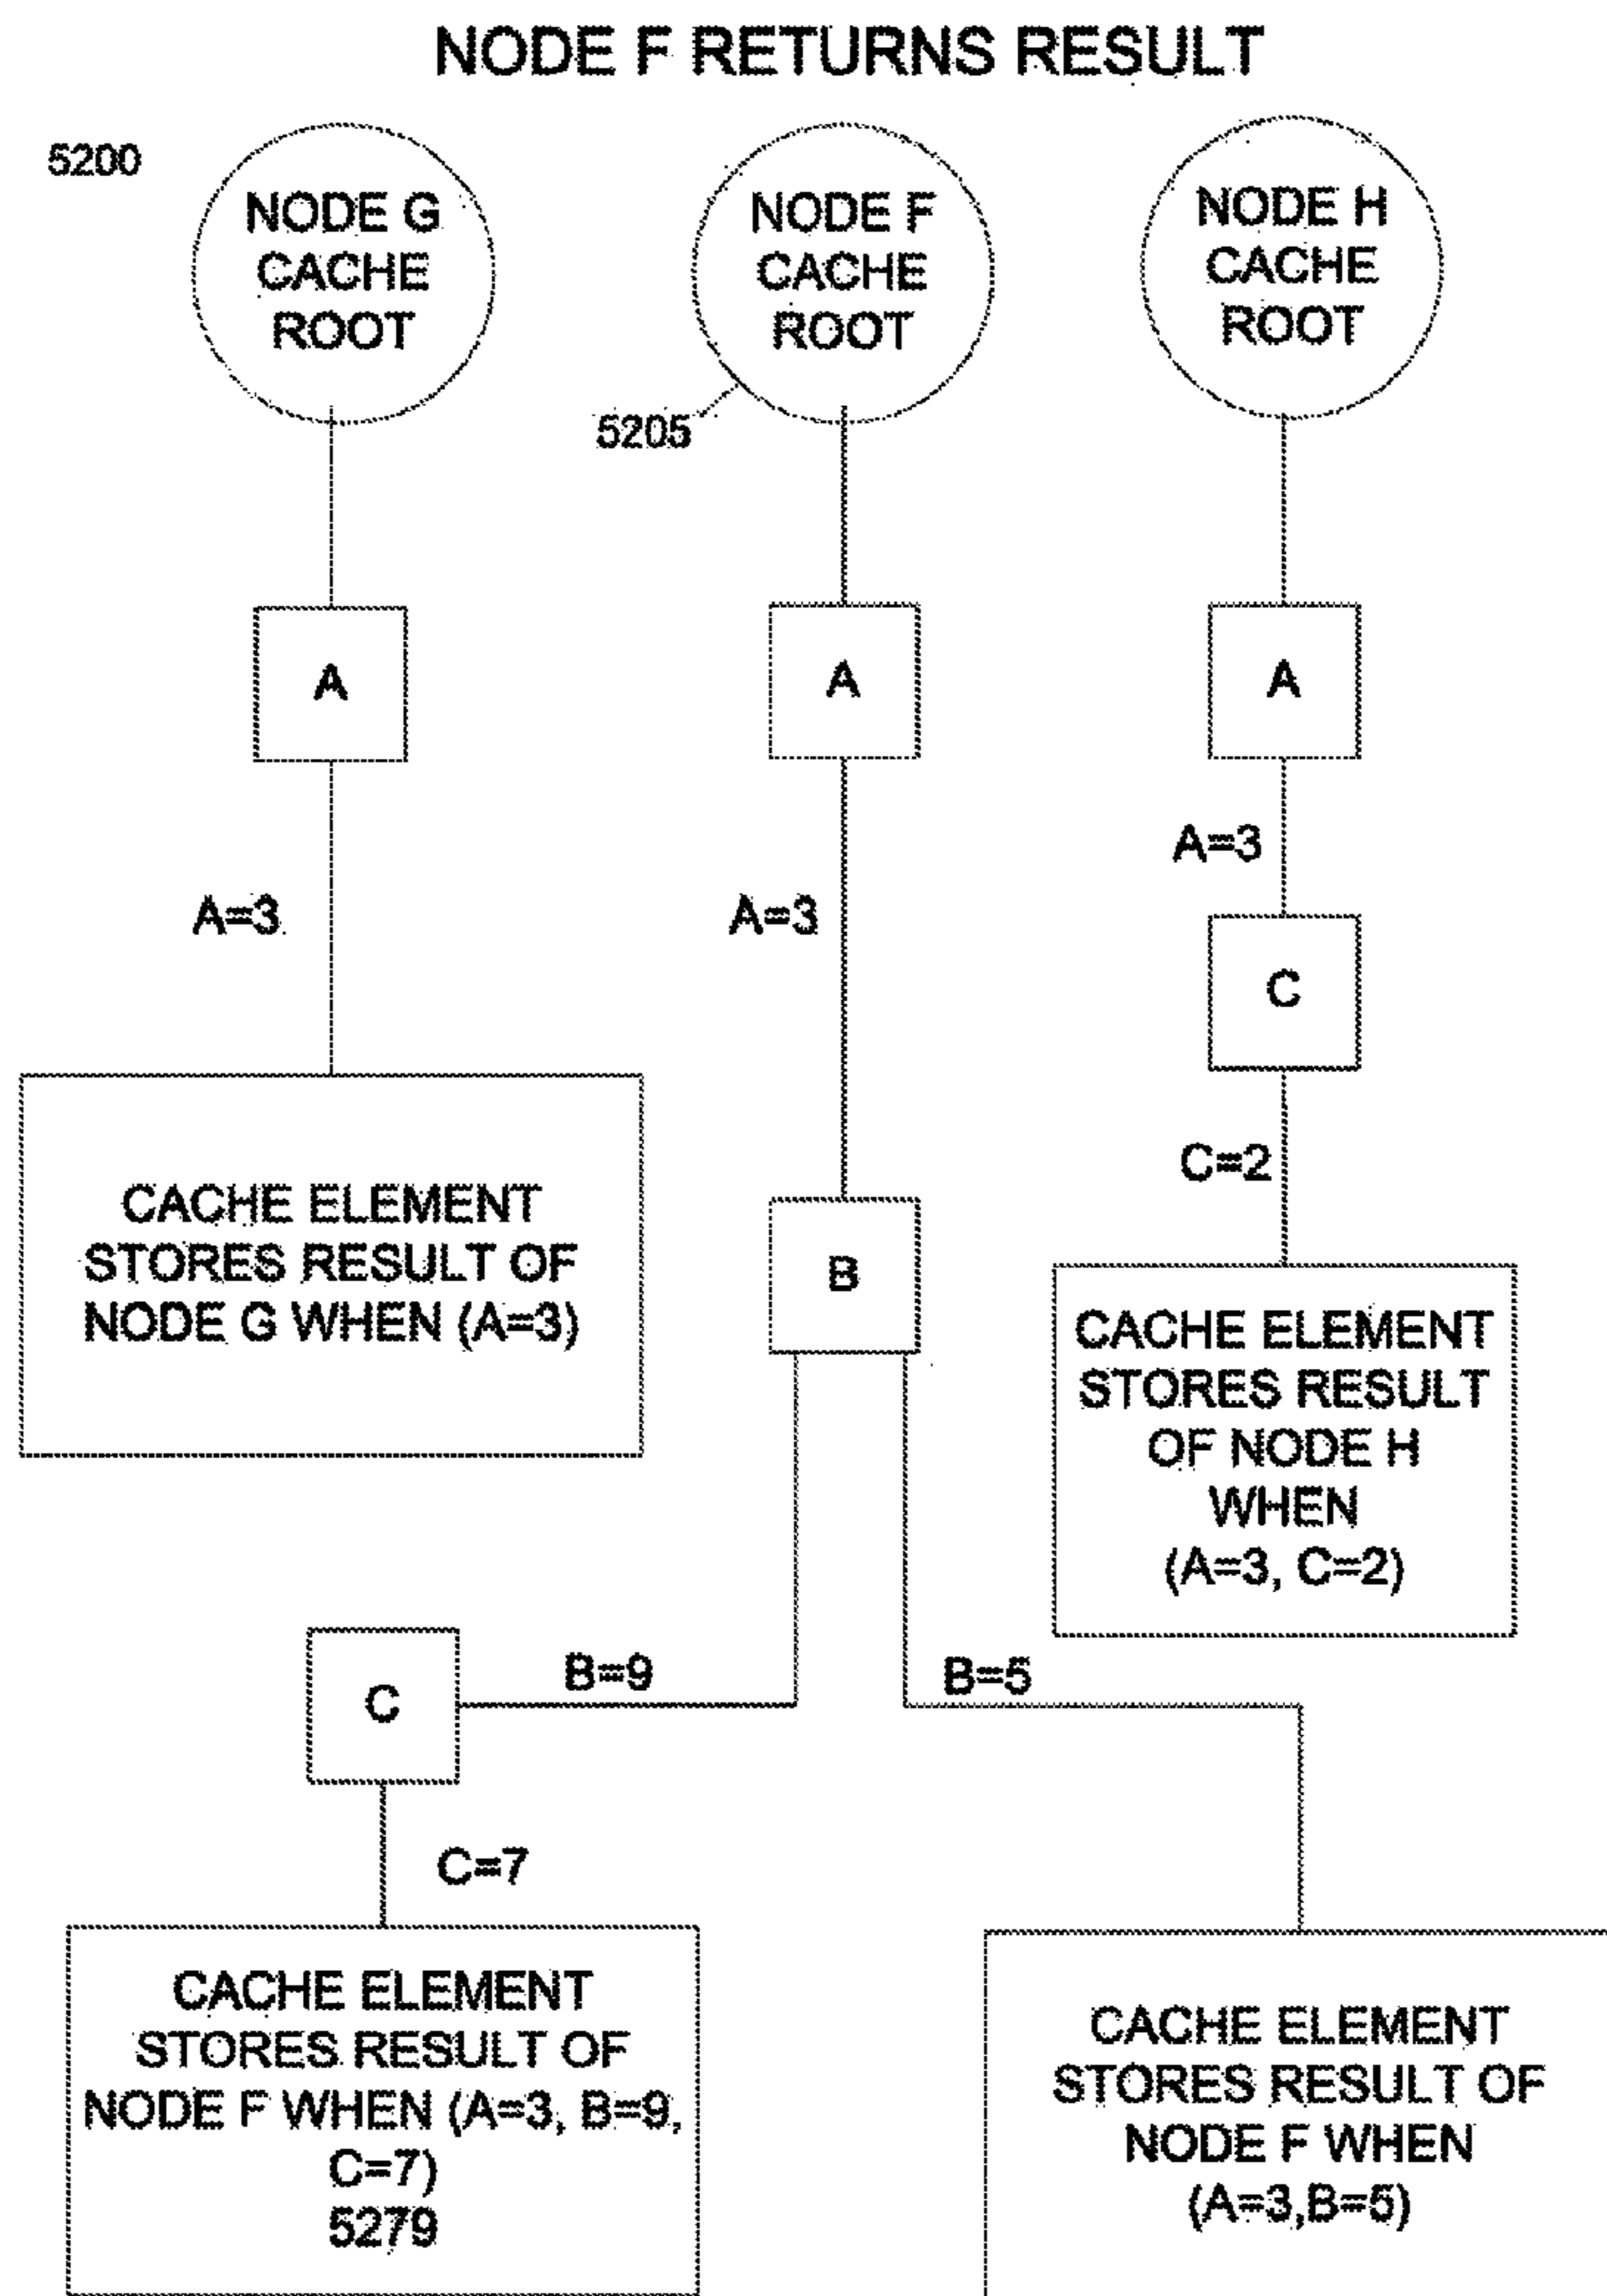 NODE F RETURNS RESULT
5200
NODE G
CACHE
ROOT
NODE F
CACHE
ROOT
NODE H
CACHE
ROOT
5205
A
A
A
A=3
A=3
A=3
C
C=2
CACHE ELEMENT
STORES RESULT OF
NODE G WHEN (A=3)
B
CACHE ELEMENT
STORES RESULT
OF NODE H
WHEN
(A=3, C=2)
B=9
B=5
C
C=7
CACHE ELEMENT
STORES RESULT OF
NODE F WHEN (A=3, B=9,
C=7)
5279
CACHE ELEMENT
STORES RESULT OF
NODE F WHEN
(A=3,B=5)